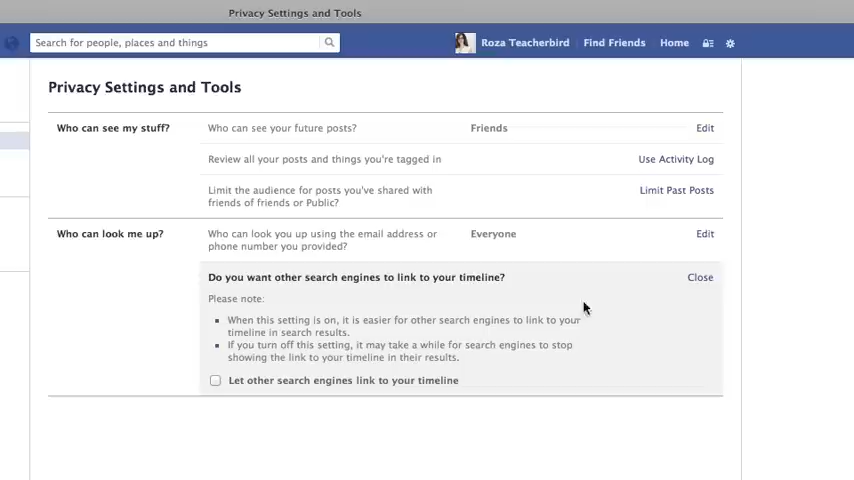 Privacy Settings and Tools
Search for people, places and things
Roza Teacherbird Find Friends Home
Privacy Settings and Tools
Who can see my stuff? Who can see your future posts? Friends Edit
Review all your posts and things you're tagged in Use Activity Log
Limit the audience for posts you've shared with Limit Past Posts
friends of friends or Public?
Who can look me up? Who can look you up using the email address or Everyone Edit
phone number you provided?
Do you want other search engines to link to your timeline? Close
Please note:
When this setting is on, it is easier for other search engines to link to your
timeline in search results.
If you turn off this setting, it may take a while for search engines to stop
showing the link to your timeline in their results.
Let other search engines link to your timeline